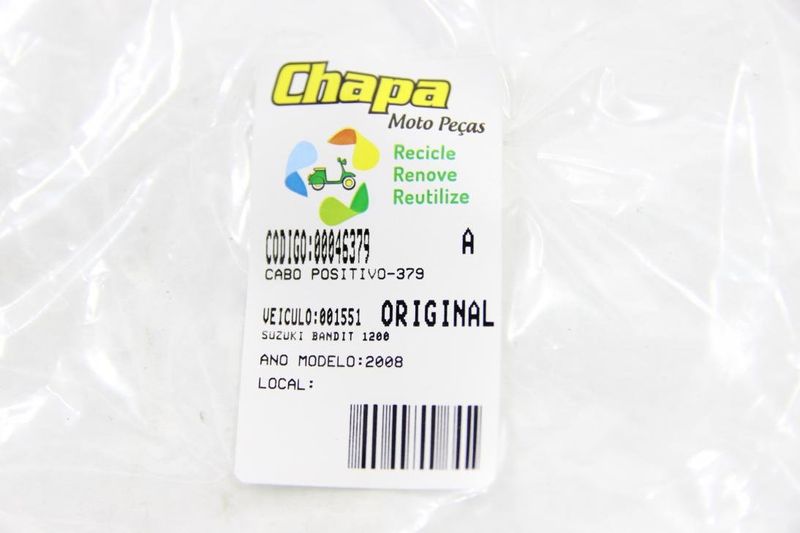 Chapa
Moto Peças
Recicle
Renove
Reutilize
CODIGO:00046379 A
CABO POSITIVO-379
VEICULO:001551 ORIGINAL
SUZUKI BANDIT 1200
ANO MODELO:2008
LOCAL: